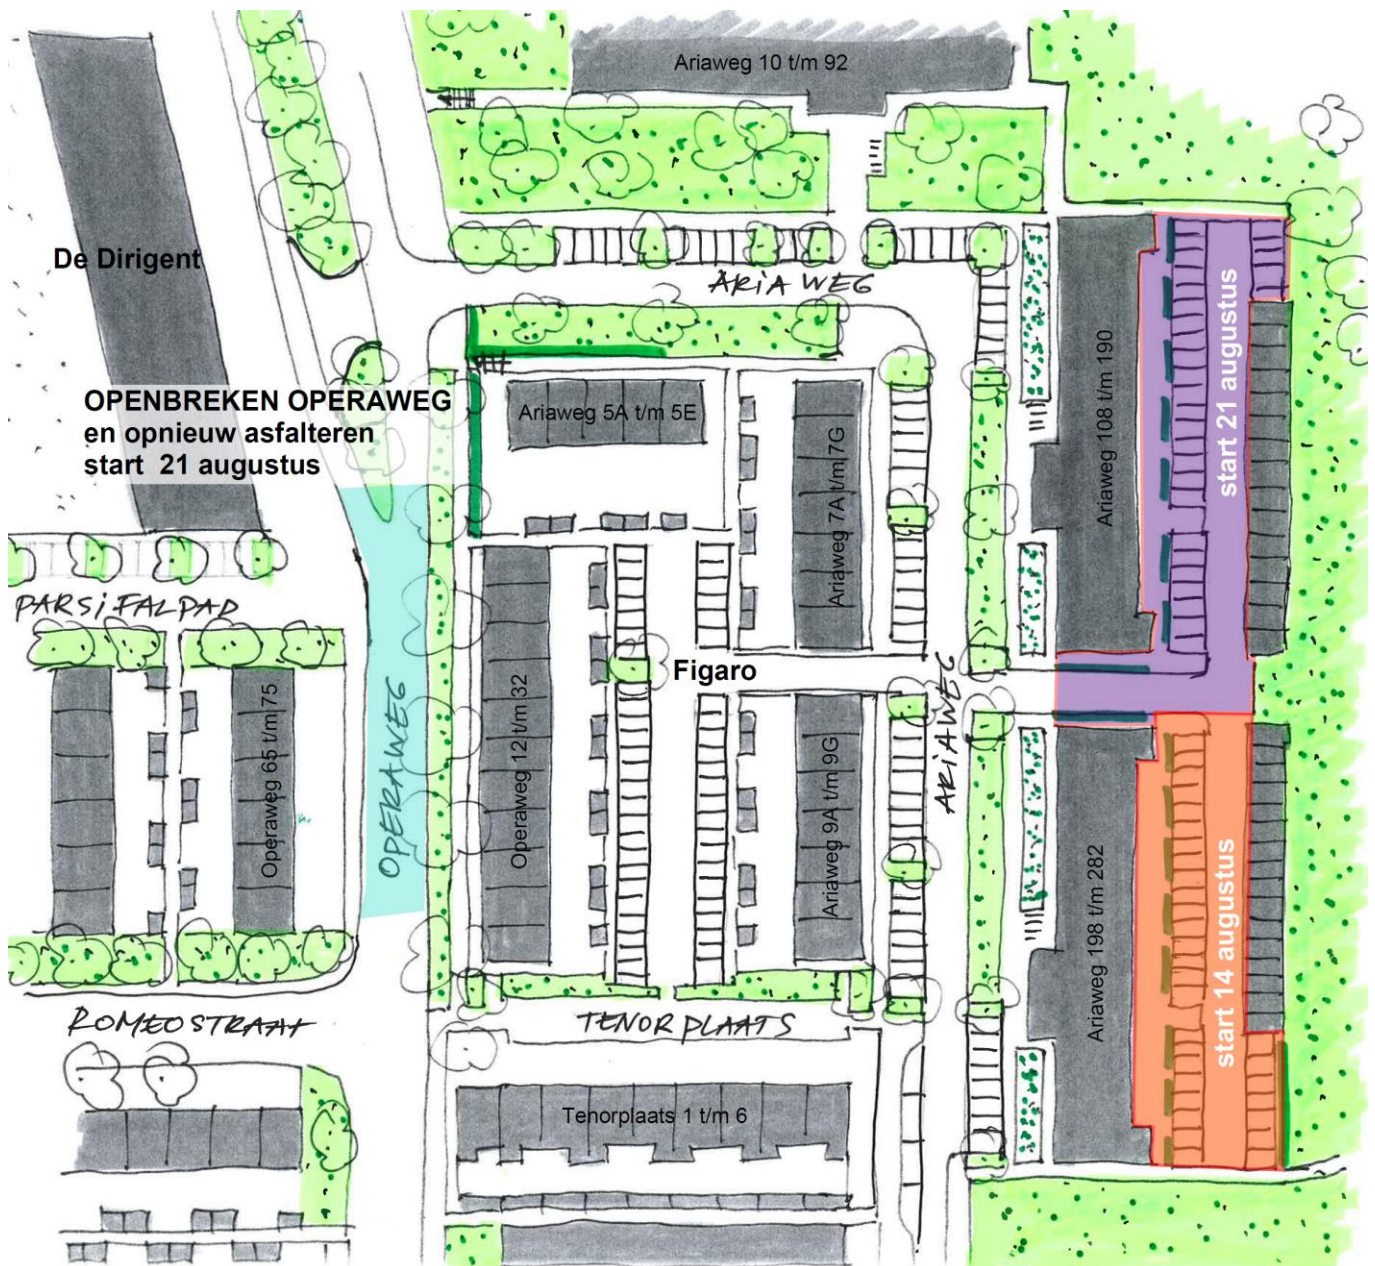 Ariaweg 10 t/m 92
De Dirigent
ARIAWEG
OPENBREKEN OPERAWEG
en opnieuw asfalteren
start 21 augustus
Ariaweg 5A t/m 5E
Ariaweg 7A t/m 7G
Ariaweg 108 t/m 190
start 21 augustus
PARSIFALPAD
Figaro
Operaweg 65 t/m 75
OPERAWEG
Operaweg 12 t/m 32
Ariaweg 9A t/m 9G
ARIAWEG
Ariaweg 198 t/m 282
start 14 augustus
ROMEOSTRAAT
TENORPLAATS
Tenorplaats 1 t/m 6